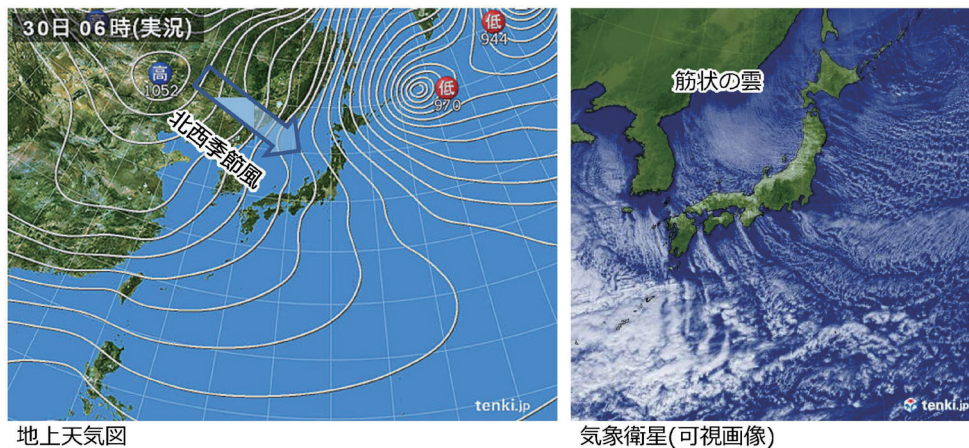 30日 06時(実況)
低
944
高
1052
低
970
北西季節風
筋状の雲
tenki.jp
tenki.jp
地上天気図
気象衛星(可視画像)